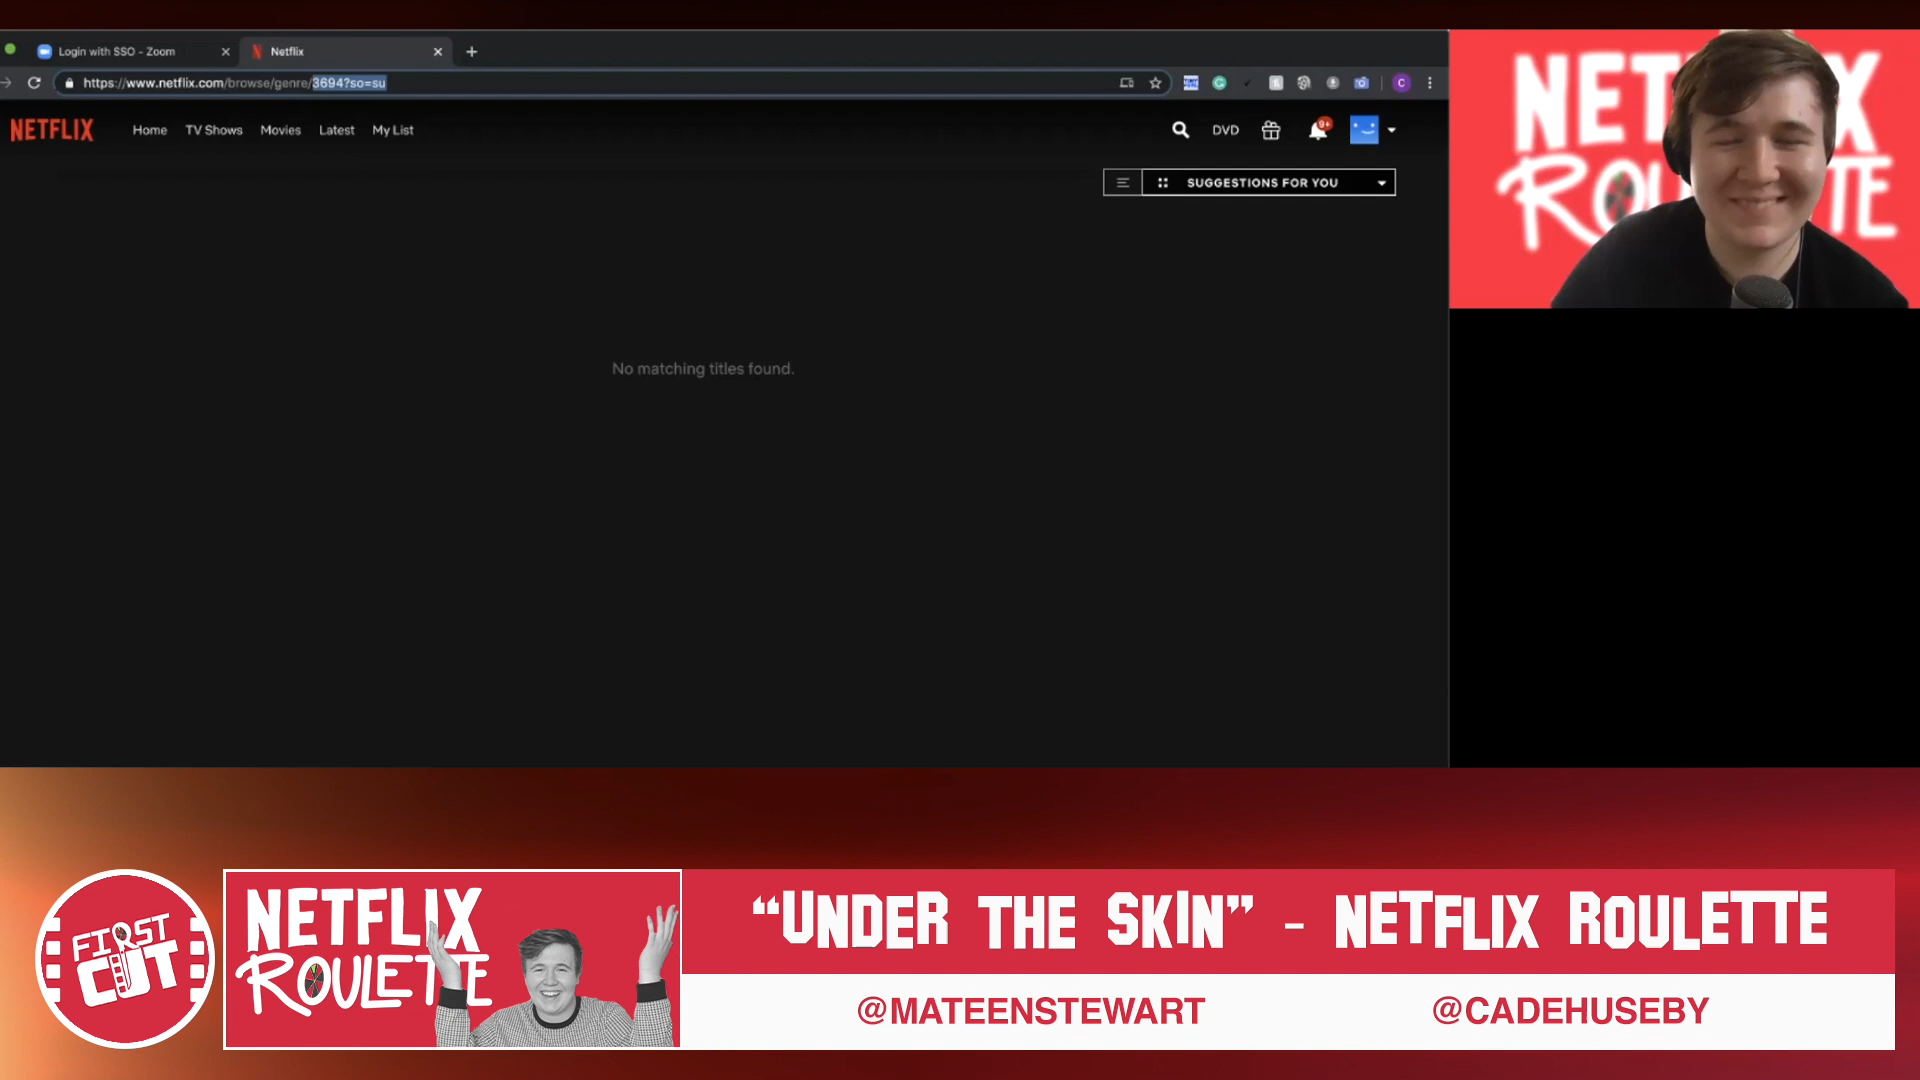 Login with SSO - Zoom
Netflix
https://www.netflix.com/browse/genre/3694?so=su
C
NETFLIX
Home
TV Shows
Movies
Latest
My List
DVD
9+
SUGGESTIONS FOR YOU
No matching titles found.
FIRST
CUT
NETFLIX
ROULETTE
“UNDER THE SKIN” - NETFLIX ROULETTE
@MATEENSTEWART
@CADEHUSEBY